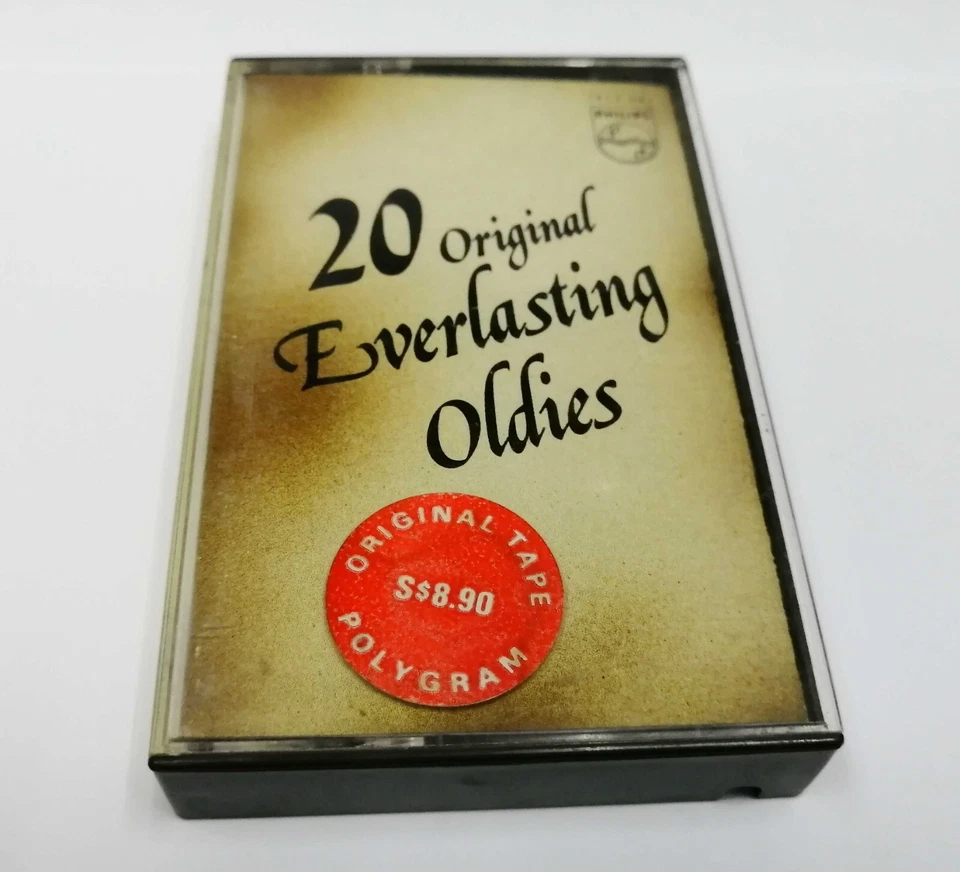 PHILIPS
20 Original
Everlasting
Oldies
ORIGINAL TAPE
S$8.90
POLYGRAM